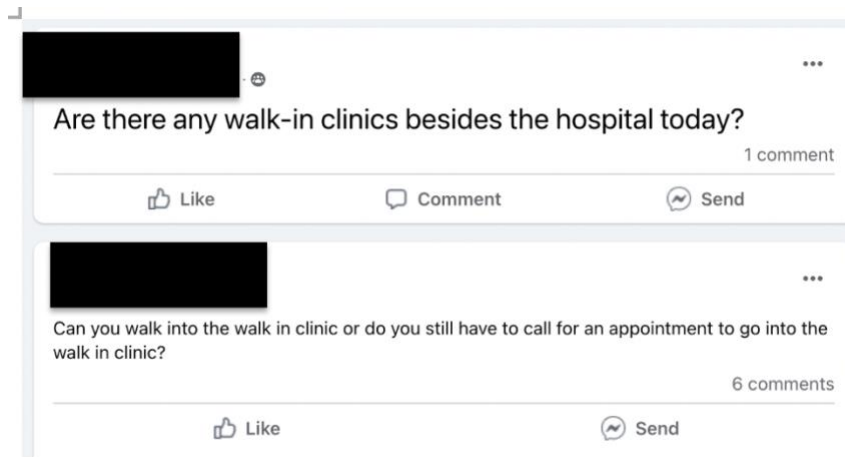 Are there any walk-in clinics besides the hospital today?
1 comment
Like
Comment
Send
Can you walk into the walk in clinic or do you still have to call for an appointment to go into the
walk in clinic?
6 comments
Like
Send